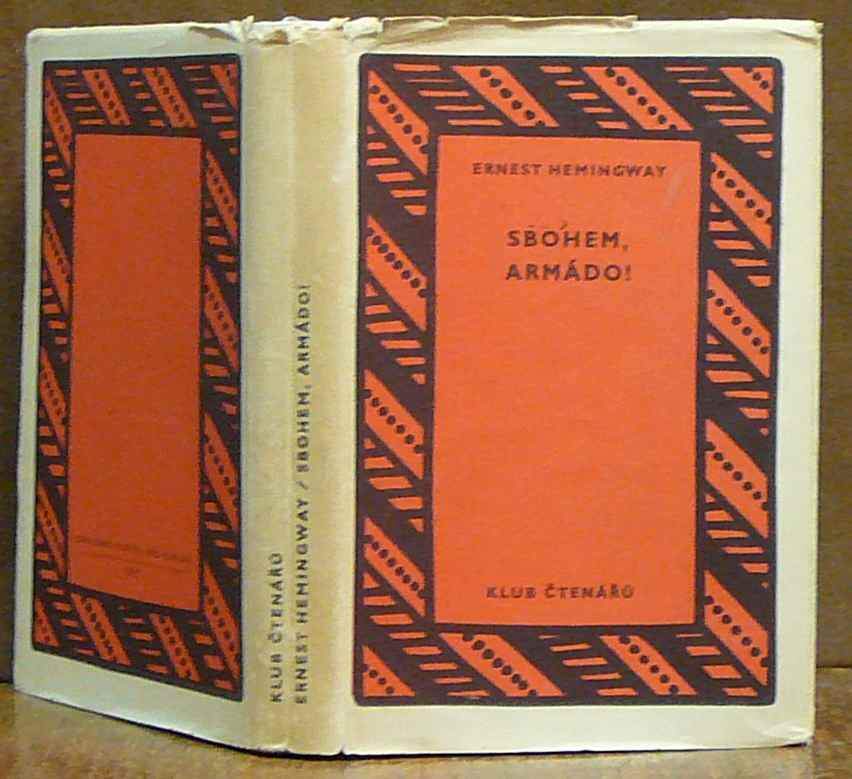 ERNEST HEMINGWAY
SBOHEM,
ARMÁDO!
KLUB ČTENÁŘŮ
KLUB ČTENÁŘŮ
ERNEST HEMINGWAY / SBOHEM, ARMÁDO!